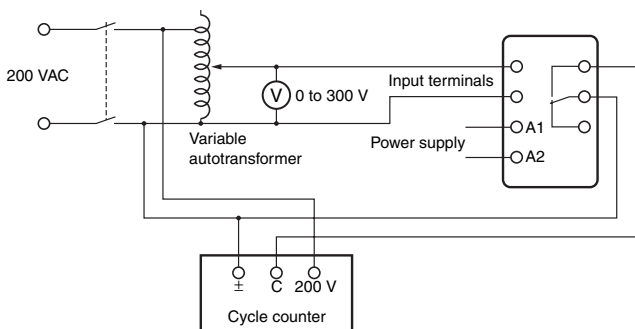 200 VAC
V
0 to 300 V
Variable
autotransformer
Input terminals
Power supply
A1
A2
± C 200 V
Cycle counter